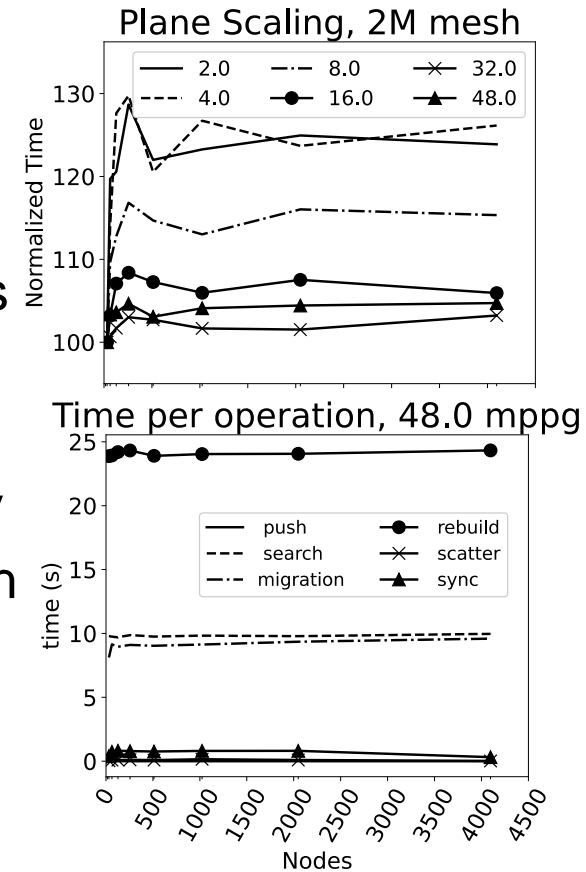 Plane Scaling, 2M mesh
2.0 8.0 32.0
4.0 16.0 48.0
Normalized Time
130
120
110
100
s
Time per operation, 48.0 mppg
push rebuild
search scatter
migration sync
time (s)
25
20
15
10
5
0
n
0 500 1000 1500 2000 2500 3000 3500 4000 4500
Nodes